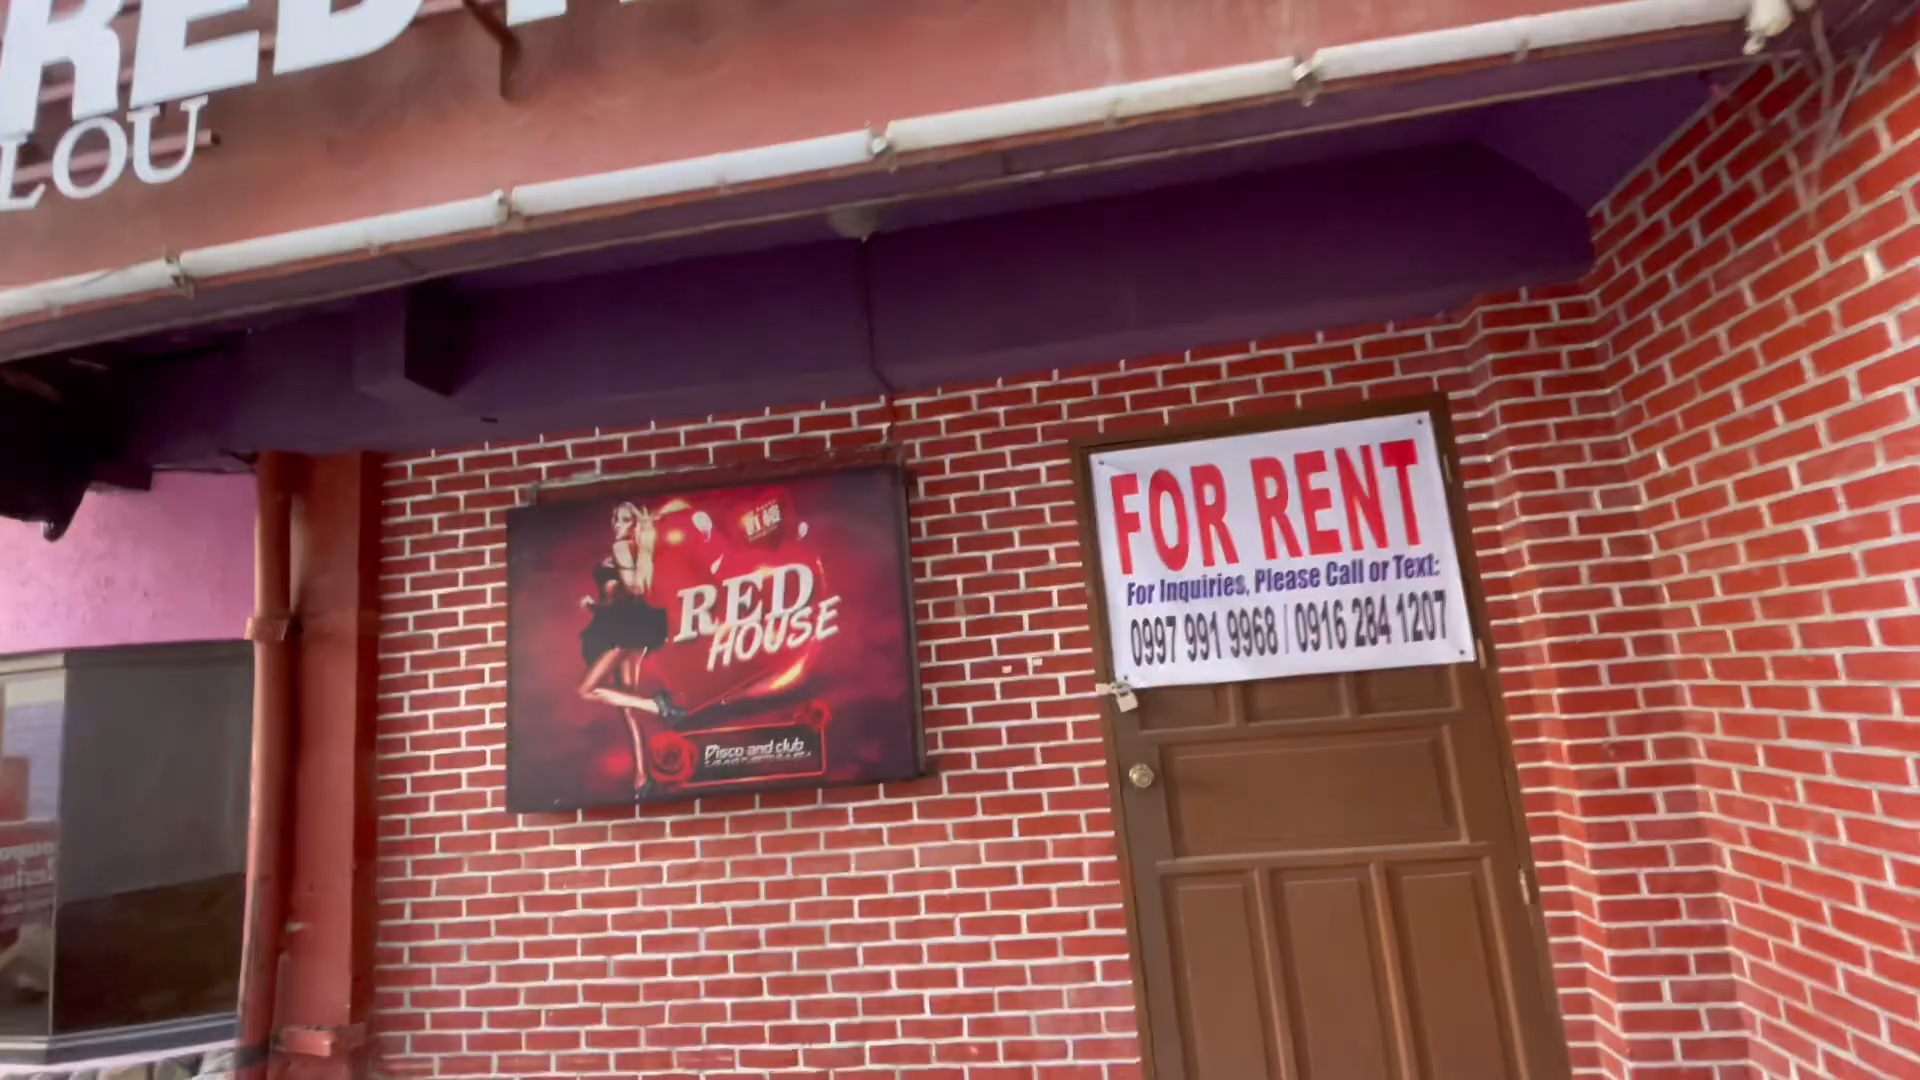 RED
LOU
RED
HOUSE
Disco and club
FOR RENT
For Inquiries, Please Call or Text:
0997 991 9968 / 0916 284 1207